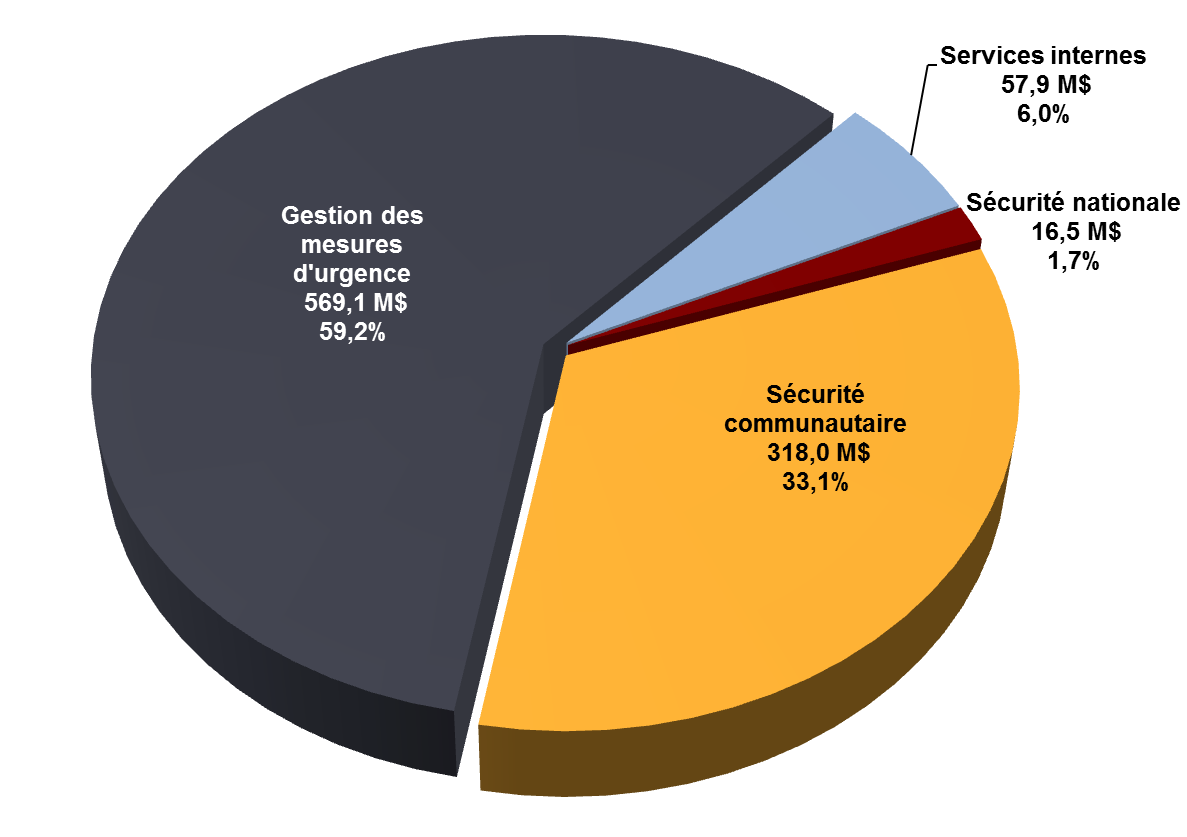 Services internes
57,9 M$
6,0%
Sécurité nationale
16,5 M$
1,7%
Gestion des
mesures
d'urgence
569,1 M$
59,2%
Sécurité
communautaire
318,0 M$
33,1%